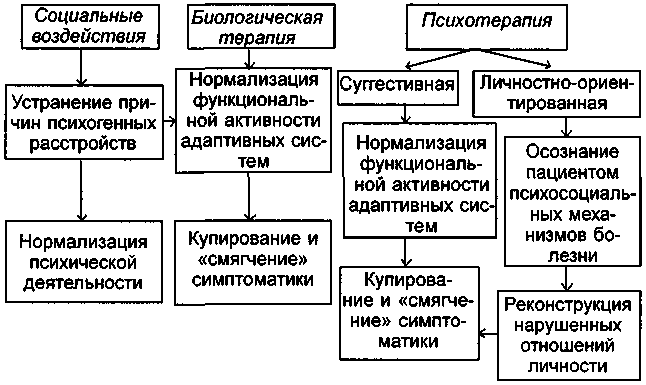 Социальные
воздействия
Биологическая
терапия
Психотерапия
Суггестивная
Личностно-ориен-
тированная
Устранение при-
чин психогенных
расстройств
Нормализация
функциональ-
ной активности
адаптивных сис-
тем
Нормализация
функциональ-
ной активности
адаптивных сис-
тем
Осознание
пациентом
психосоциаль-
ных меха-
низмов бо-
лезни
Нормализация
психической
деятельности
Купирование и
«смягчение»
симптоматики
Купирова-
ние и «смягче-
ние» симпто-
матики
Реконструкция
нарушенных
отношений
личности